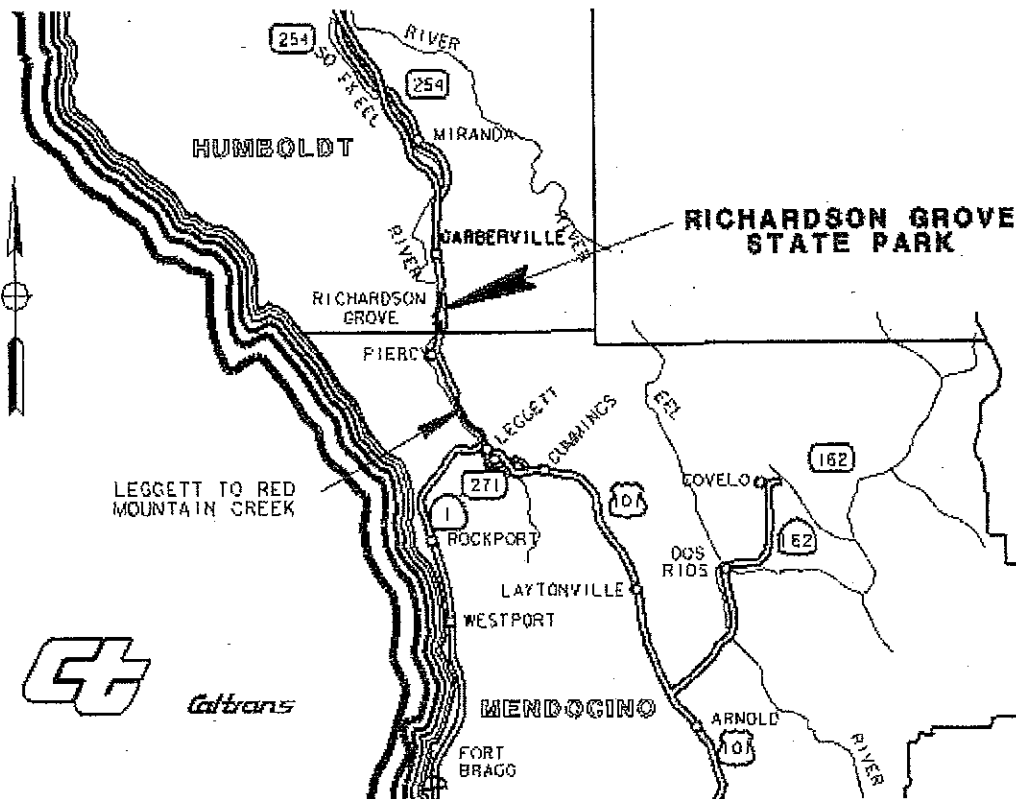 254
RIVER
SO FK EEL
254
MIRANDA
HUMBOLDT
RIVER
RICHARDSON GROVE
STATE PARK
RIVER
GARBERVILLE
RICHARDSON
GROVE
PIERCY
LEGGETT
CUMMINGS
EEL
162
COVELO
271
101
LEGGETT TO RED
MOUNTAIN CREEK
1
ROCKPORT
162
DOS
RIOS
LAYTONVILLE
WESTPORT
Ct
Caltrans
MENDOCINO
ARNOLD
101
RIVER
FORT
BRAGG